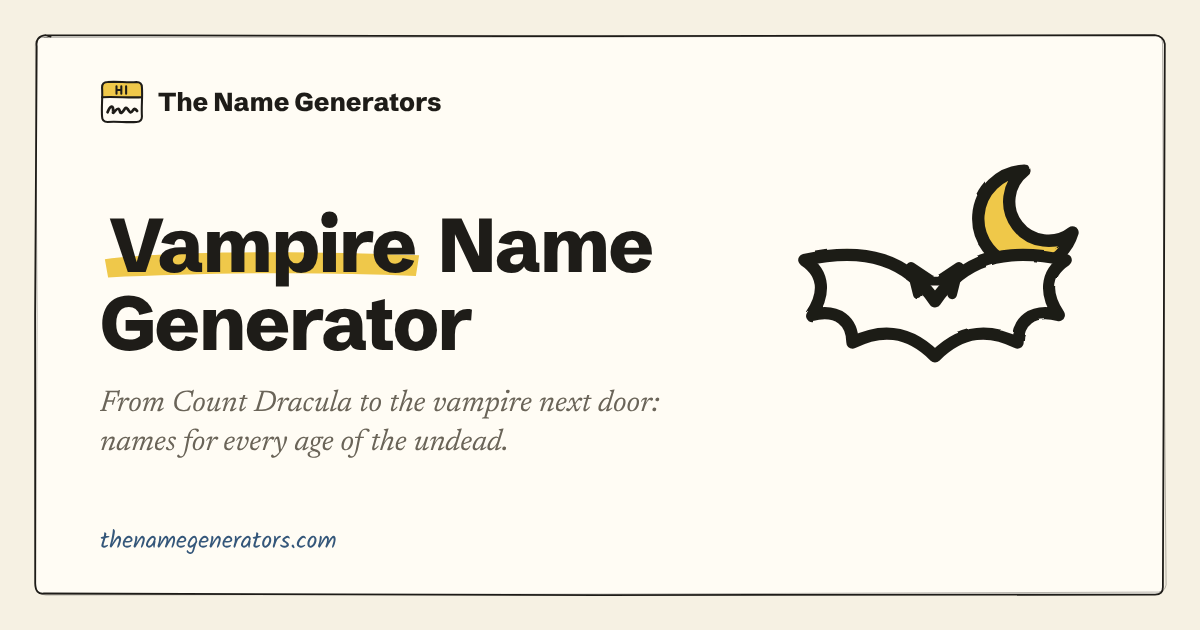 HI
The Name Generators
Vampire Name
Generator
From Count Dracula to the vampire next door:
names for every age of the undead.
thenamegenerators.com